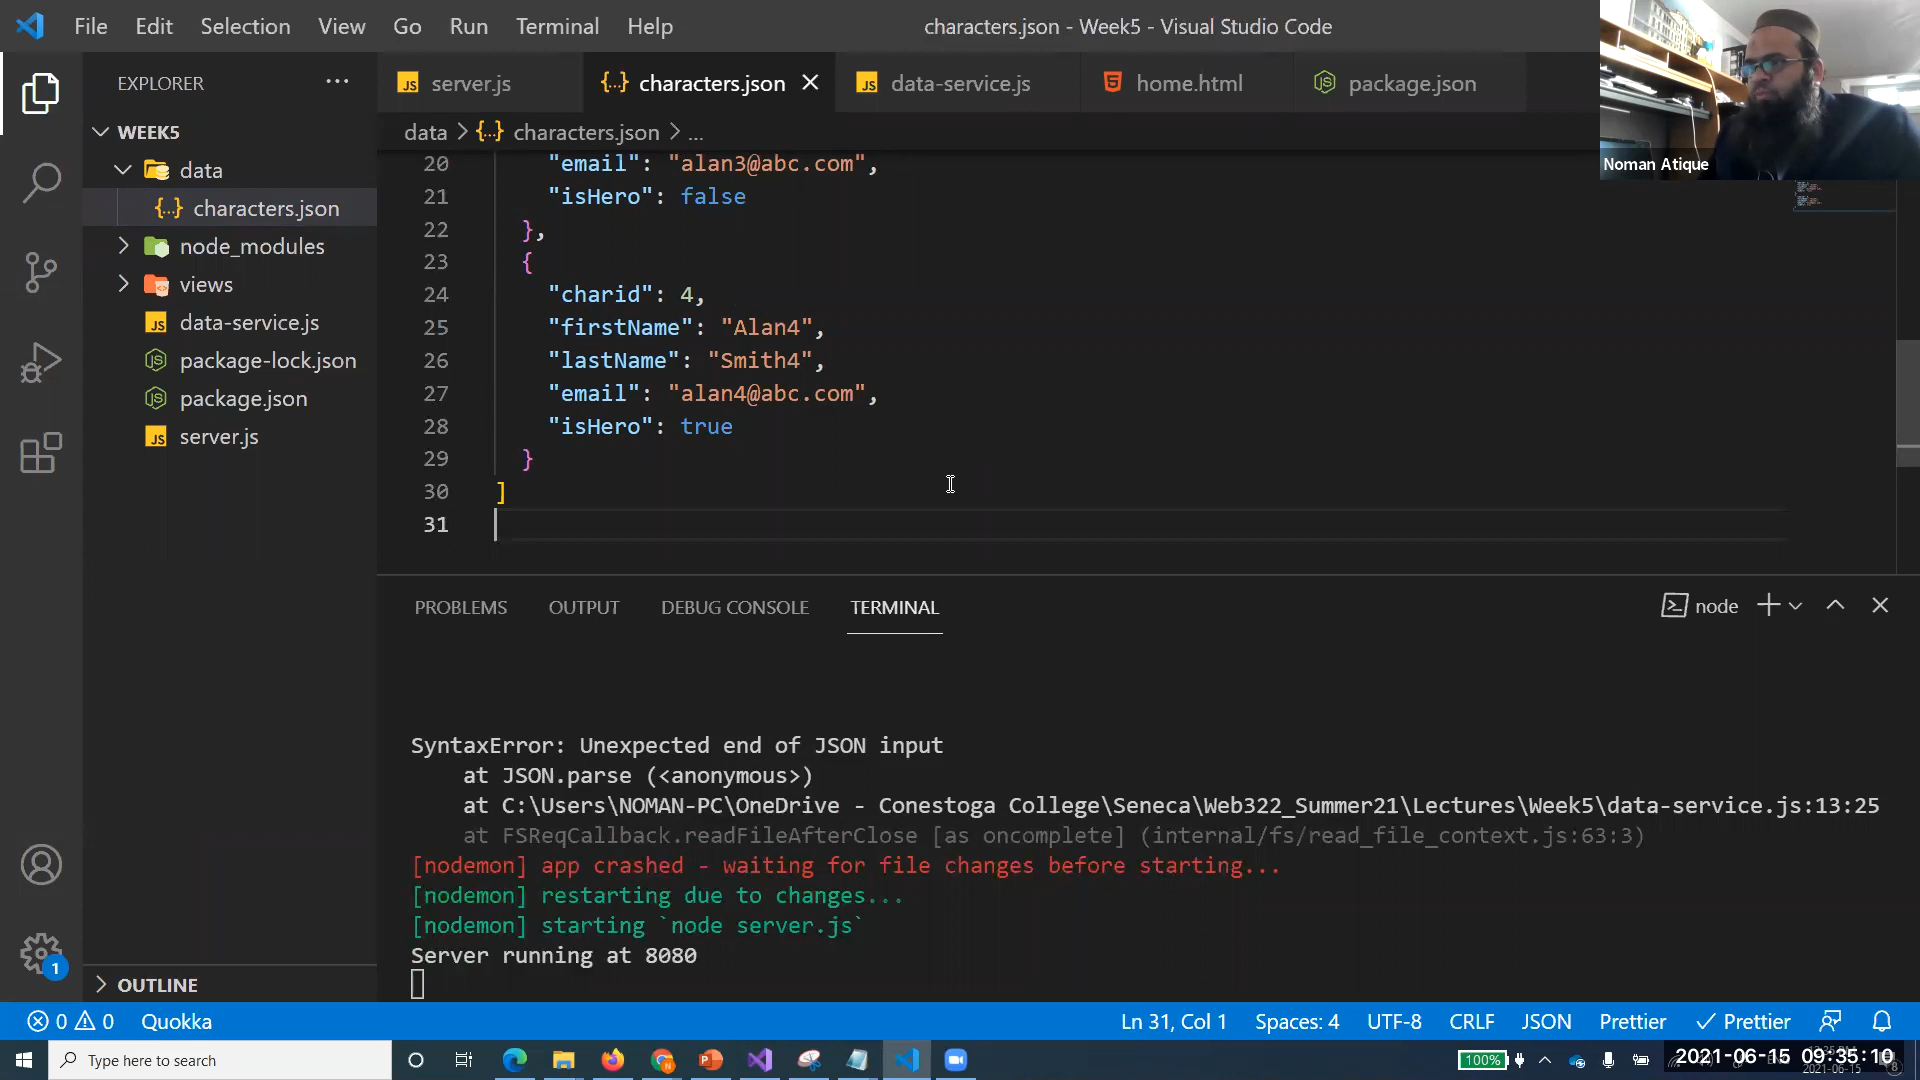 File Edit Selection View Go Run Terminal Help
characters.json - Week5 - Visual Studio Code
Noman Atique
EXPLORER
WEEK5
data
characters.json
node_modules
views
data-service.js
package-lock.json
package.json
server.js
OUTLINE
server.js characters.json data-service.js home.html package.json
data > {..} characters.json > ...
20 "email": "alan3@abc.com",
21 "isHero": false
22 },
23 {
24 "charid": 4,
25 "firstName": "Alan4",
26 "lastName": "Smith4",
27 "email": "alan4@abc.com",
28 "isHero": true
29 }
30 ]
31
PROBLEMS OUTPUT DEBUG CONSOLE TERMINAL
node
SyntaxError: Unexpected end of JSON input
at JSON.parse (<anonymous>)
at C:\Users\NOMAN-PC\OneDrive - Conestoga College\Seneca\Web322_Summer21\Lectures\Week5\data-service.js:13:25
at FSReqCallback.readFileAfterClose [as oncomplete] (internal/fs/read_file_context.js:63:3)
[nodemon] app crashed - waiting for file changes before starting...
[nodemon] restarting due to changes...
[nodemon] starting `node server.js`
Server running at 8080
1
0 0 Quokka
Ln 31, Col 1 Spaces: 4 UTF-8 CRLF JSON Prettier Prettier
Type here to search
100%
2021-06-15 09:35:10